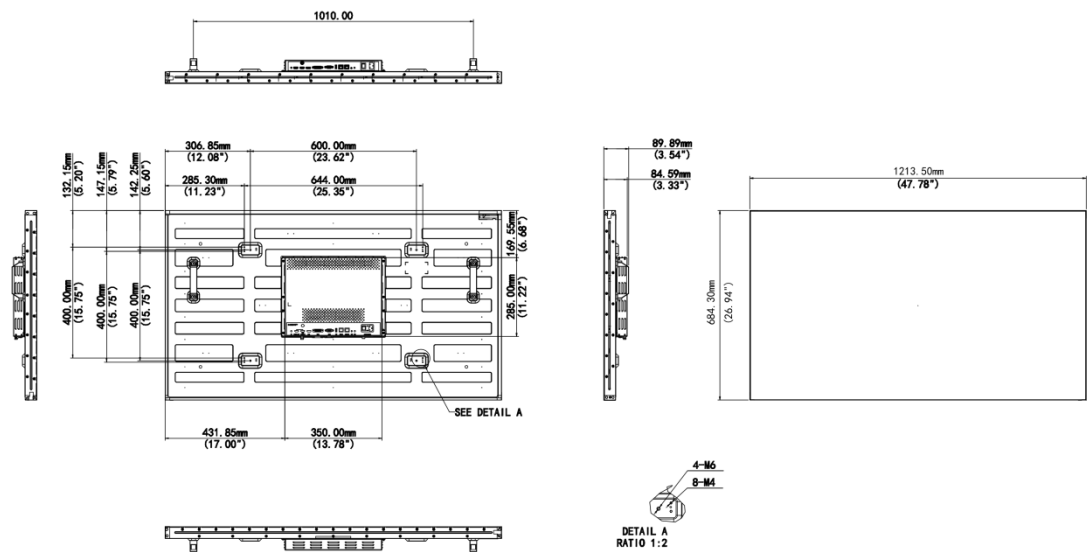 1010.00
306.85mm
(12.08")
600.00mm
(23.62")
285.30mm
(11.23")
644.00mm
(25.35")
132.15mm
(5.20")
147.15mm
(5.79")
142.25mm
(5.60")
169.55mm
(6.68")
400.00mm
(15.75")
400.00mm
(15.75")
400.00mm
(15.75")
285.00mm
(11.22")
SEE DETAIL A
431.85mm
(17.00")
350.00mm
(13.78")
89.89mm
(3.54")
84.59mm
(3.33")
1213.50mm
(47.78")
684.30mm
(26.94")
4-M6
8-M4
DETAIL A
RATIO 1:2